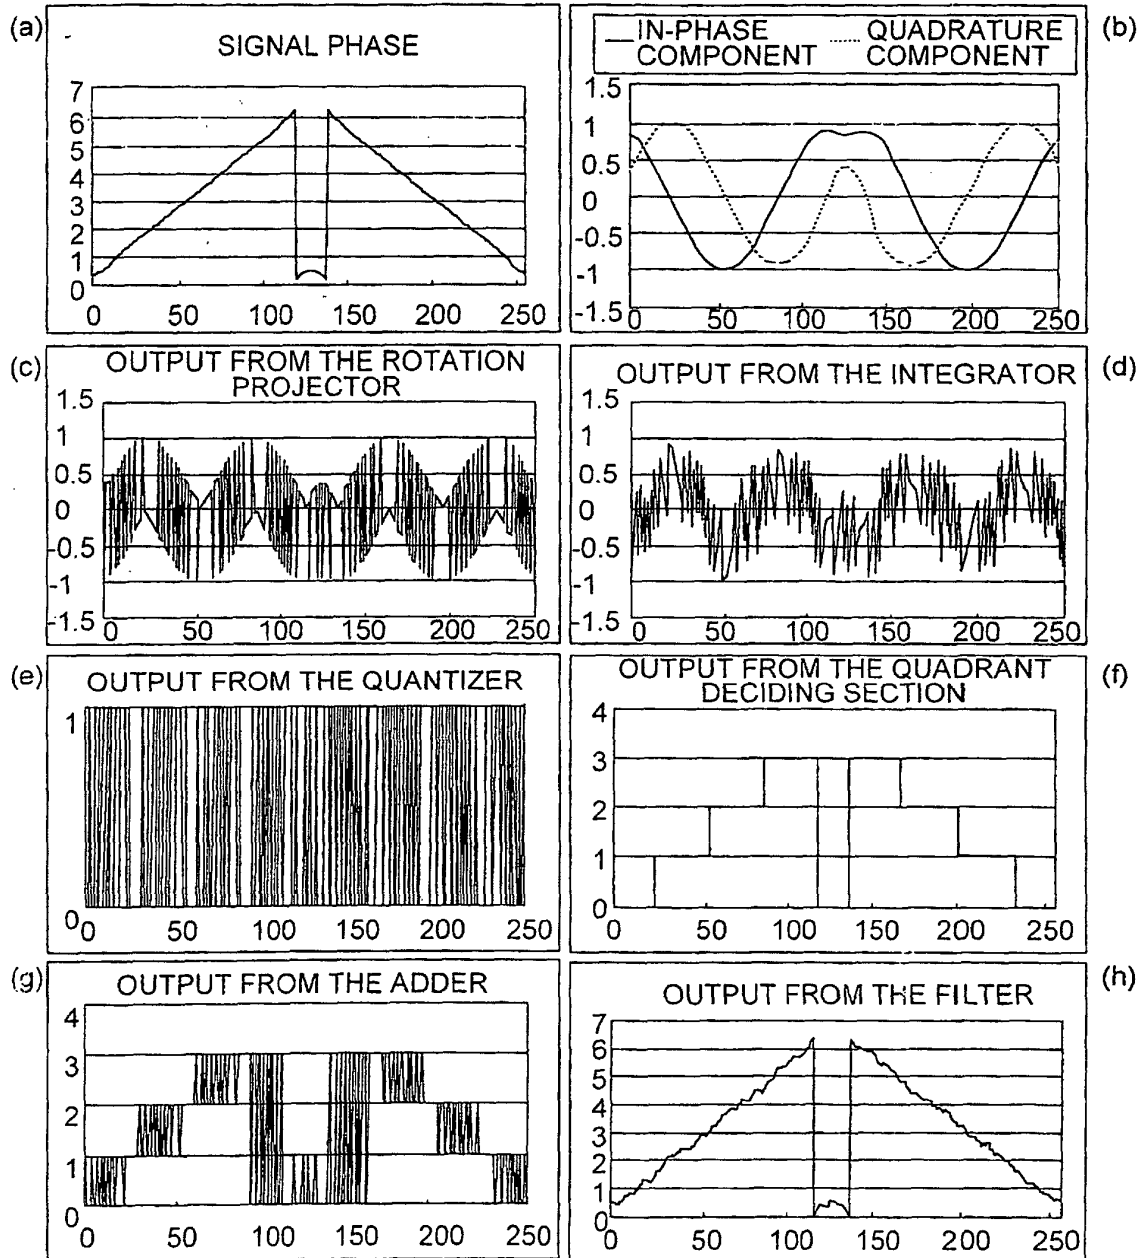 (a)
SIGNAL PHASE
7
6
5
4
3
2
1
0
0 50 100 150 200 250
(b)
IN-PHASE COMPONENT
QUADRATURE COMPONENT
1.5
1
0.5
0
-0.5
-1
-1.5
0 50 100 150 200 250
(c)
OUTPUT FROM THE ROTATION
PROJECTOR
1.5
1
0.5
0
-0.5
-1
-1.5
0 50 100 150 200 250
(d)
OUTPUT FROM THE INTEGRATOR
1.5
1
0.5
0
-0.5
-1
-1.5
0 50 100 150 200 250
(e)
OUTPUT FROM THE QUANTIZER
1
0
0 50 100 150 200 250
(f)
OUTPUT FROM THE QUADRANT
DECIDING SECTION
4
3
2
1
0
0 50 100 150 200 250
(g)
OUTPUT FROM THE ADDER
4
3
2
1
0
0 50 100 150 200 250
(h)
OUTPUT FROM THE FILTER
7
6
5
4
3
2
1
0
0 50 100 150 200 250